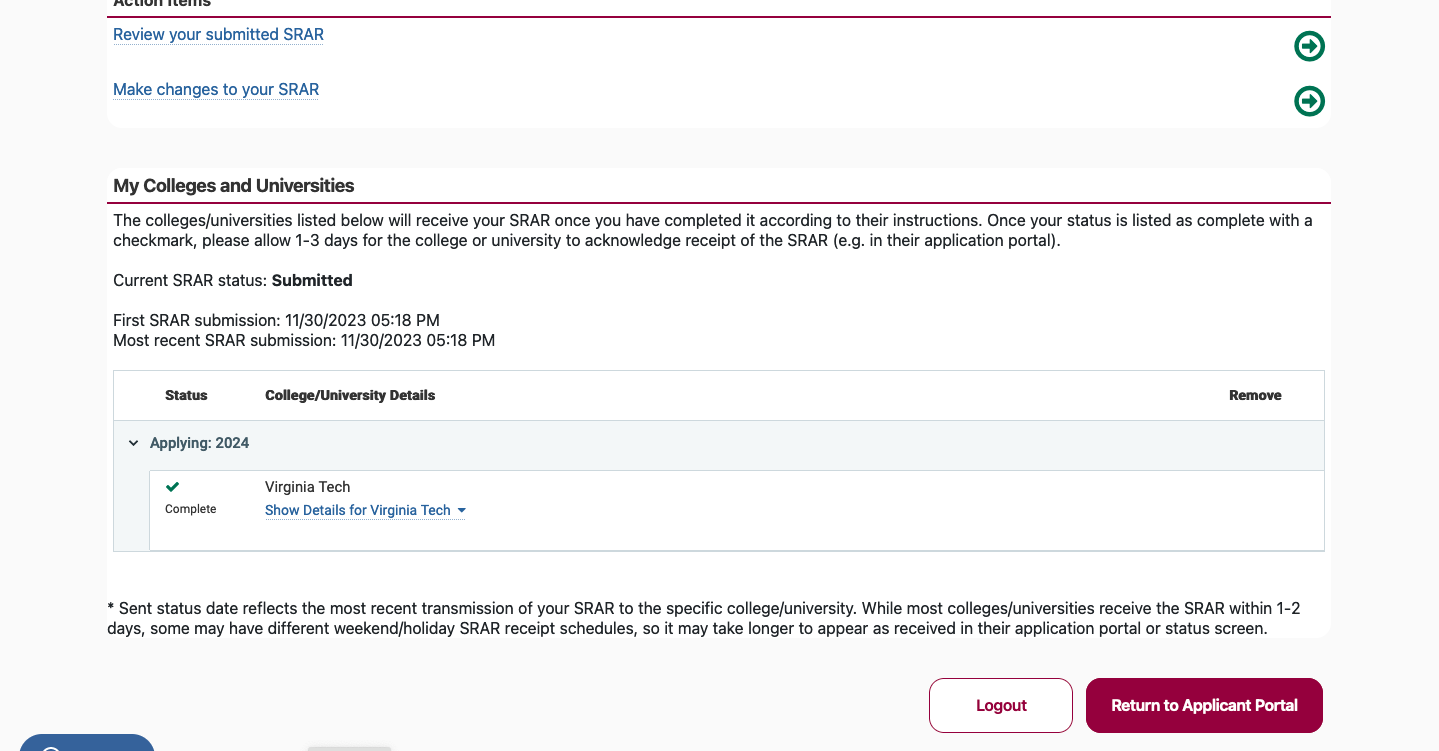 Action Items
Review your submitted SRAR
Make changes to your SRAR
My Colleges and Universities
The colleges/universities listed below will receive your SRAR once you have completed it according to their instructions. Once your status is listed as complete with a
checkmark, please allow 1-3 days for the college or university to acknowledge receipt of the SRAR (e.g. in their application portal).
Current SRAR status: Submitted
First SRAR submission: 11/30/2023 05:18 PM
Most recent SRAR submission: 11/30/2023 05:18 PM
Status College/University Details Remove
Applying: 2024
Virginia Tech
Complete Show Details for Virginia Tech
* Sent status date reflects the most recent transmission of your SRAR to the specific college/university. While most colleges/universities receive the SRAR within 1-2
days, some may have different weekend/holiday SRAR receipt schedules, so it may take longer to appear as received in their application portal or status screen.
Logout Return to Applicant Portal